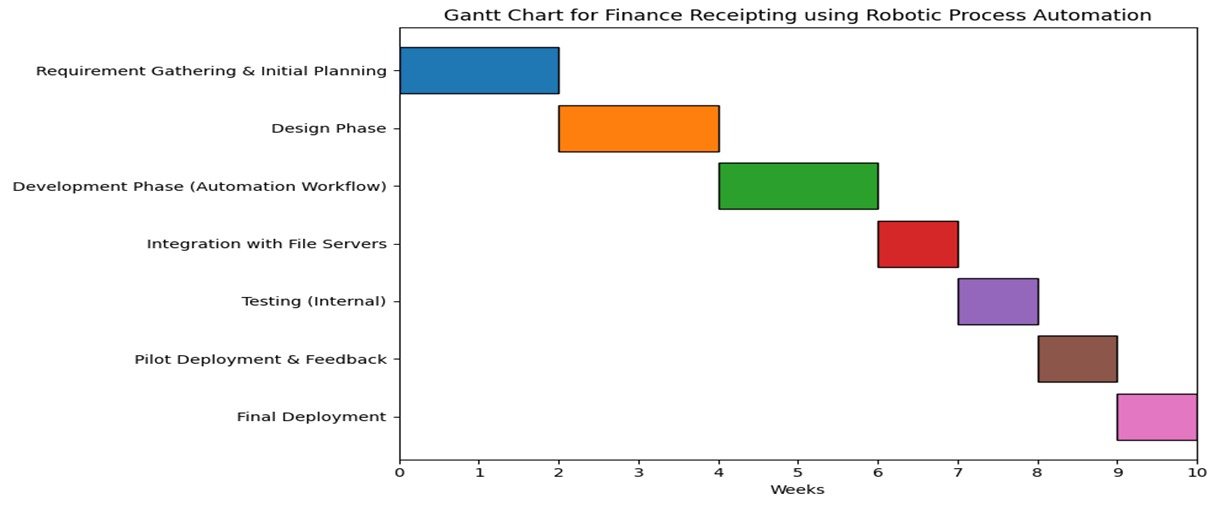 Gantt Chart for Finance Receipting using Robotic Process Automation
Requirement Gathering & Initial Planning
Design Phase
Development Phase (Automation Workflow)
Integration with File Servers
Testing (Internal)
Pilot Deployment & Feedback
Final Deployment
0 1 2 3 4 5 6 7 8 9 10
Weeks